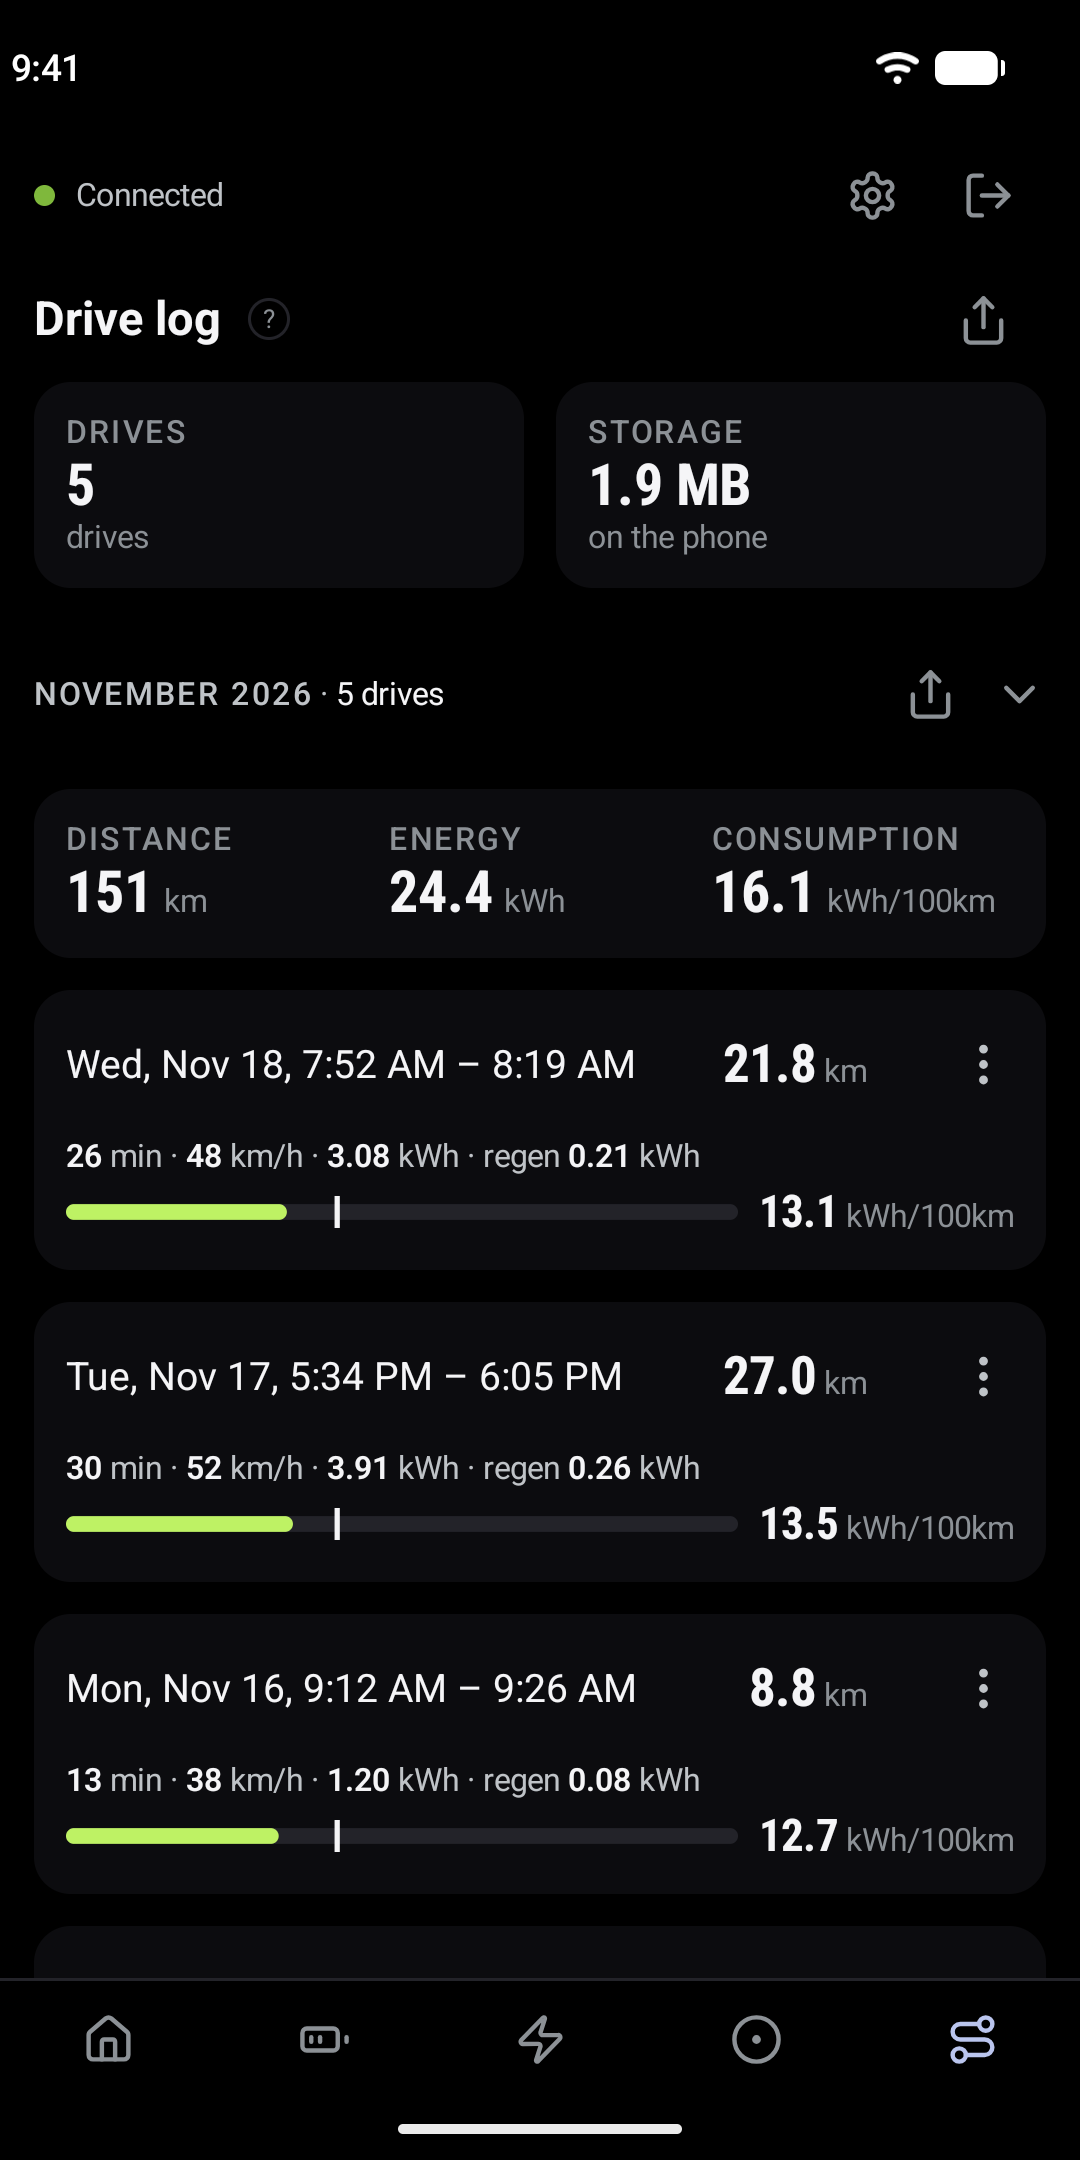 9:41
Connected
Drive log ?
DRIVES
5
drives
STORAGE
1.9 MB
on the phone
NOVEMBER 2026 · 5 drives
DISTANCE
151 km
ENERGY
24.4 kWh
CONSUMPTION
16.1 kWh/100km
Wed, Nov 18, 7:52 AM – 8:19 AM 21.8 km
26 min · 48 km/h · 3.08 kWh · regen 0.21 kWh
13.1 kWh/100km
Tue, Nov 17, 5:34 PM – 6:05 PM 27.0 km
30 min · 52 km/h · 3.91 kWh · regen 0.26 kWh
13.5 kWh/100km
Mon, Nov 16, 9:12 AM – 9:26 AM 8.8 km
13 min · 38 km/h · 1.20 kWh · regen 0.08 kWh
12.7 kWh/100km